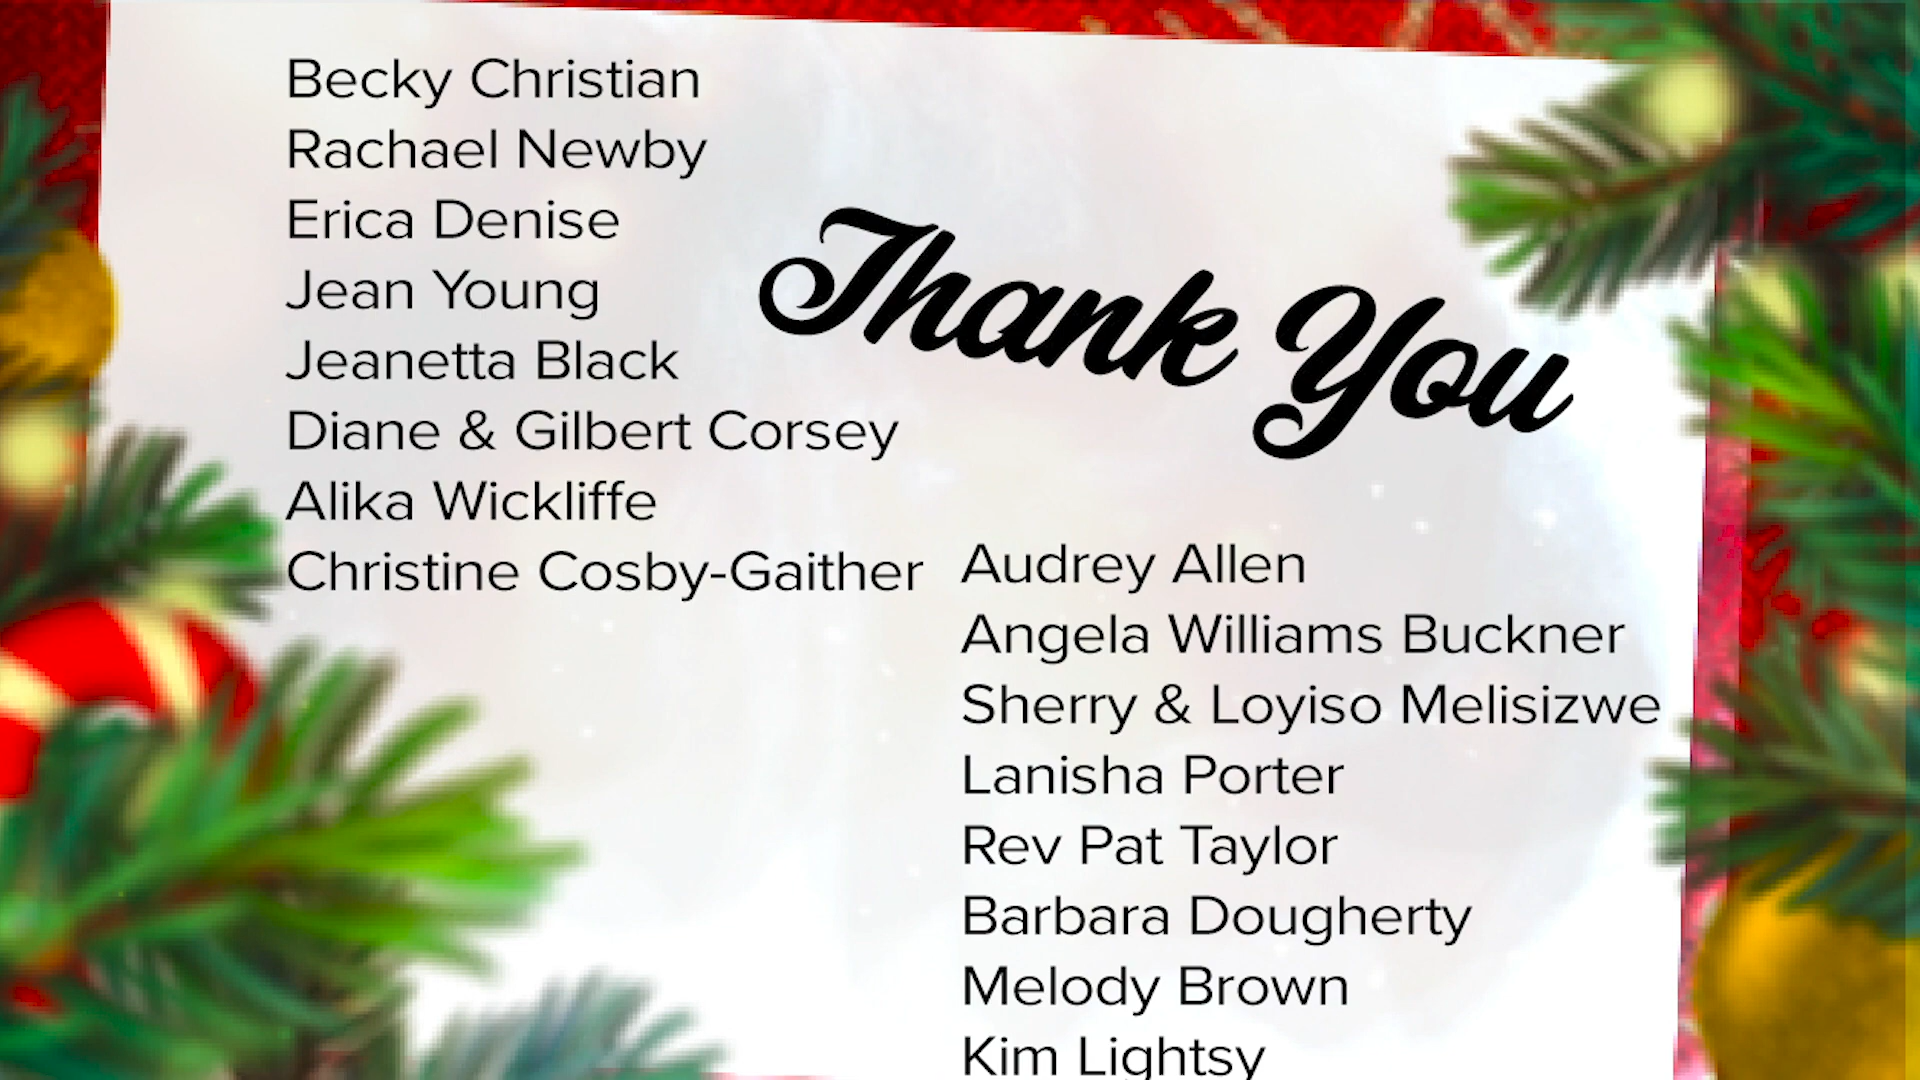 Becky Christian
Rachael Newby
Erica Denise
Jean Young
Jeanetta Black
Diane & Gilbert Corsey
Alika Wickliffe
Christine Cosby-Gaither
Thank You
Audrey Allen
Angela Williams Buckner
Sherry & Loyiso Melisizwe
Lanisha Porter
Rev Pat Taylor
Barbara Dougherty
Melody Brown
Kim Lightsy